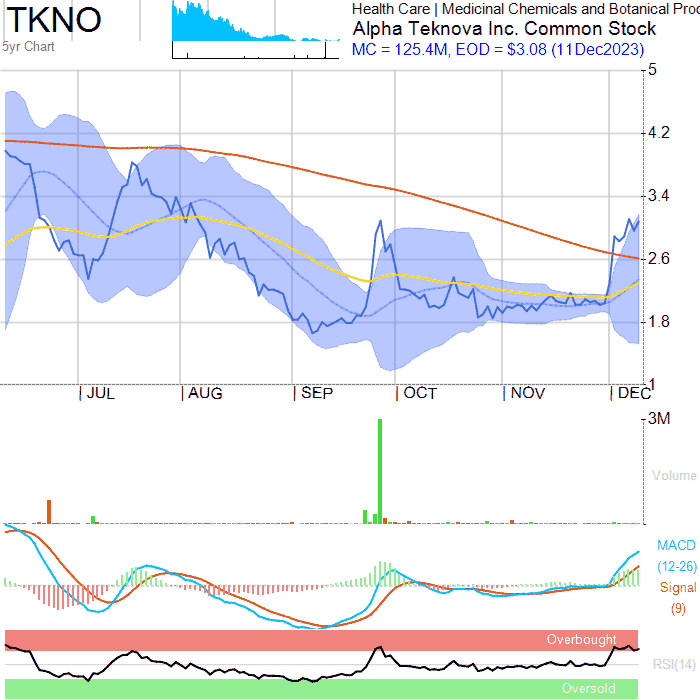 TKNO
5yr Chart
Health Care | Medicinal Chemicals and Botanical Proc
Alpha Teknova Inc. Common Stock
MC = 125.4M, EOD = $3.08 (11Dec2023)
5
4.2
3.4
2.6
1.8
1
JUL AUG SEP OCT NOV DEC
3M
Volume
MACD
(12-26)
Signal
(9)
Overbought
RSI(14)
Oversold